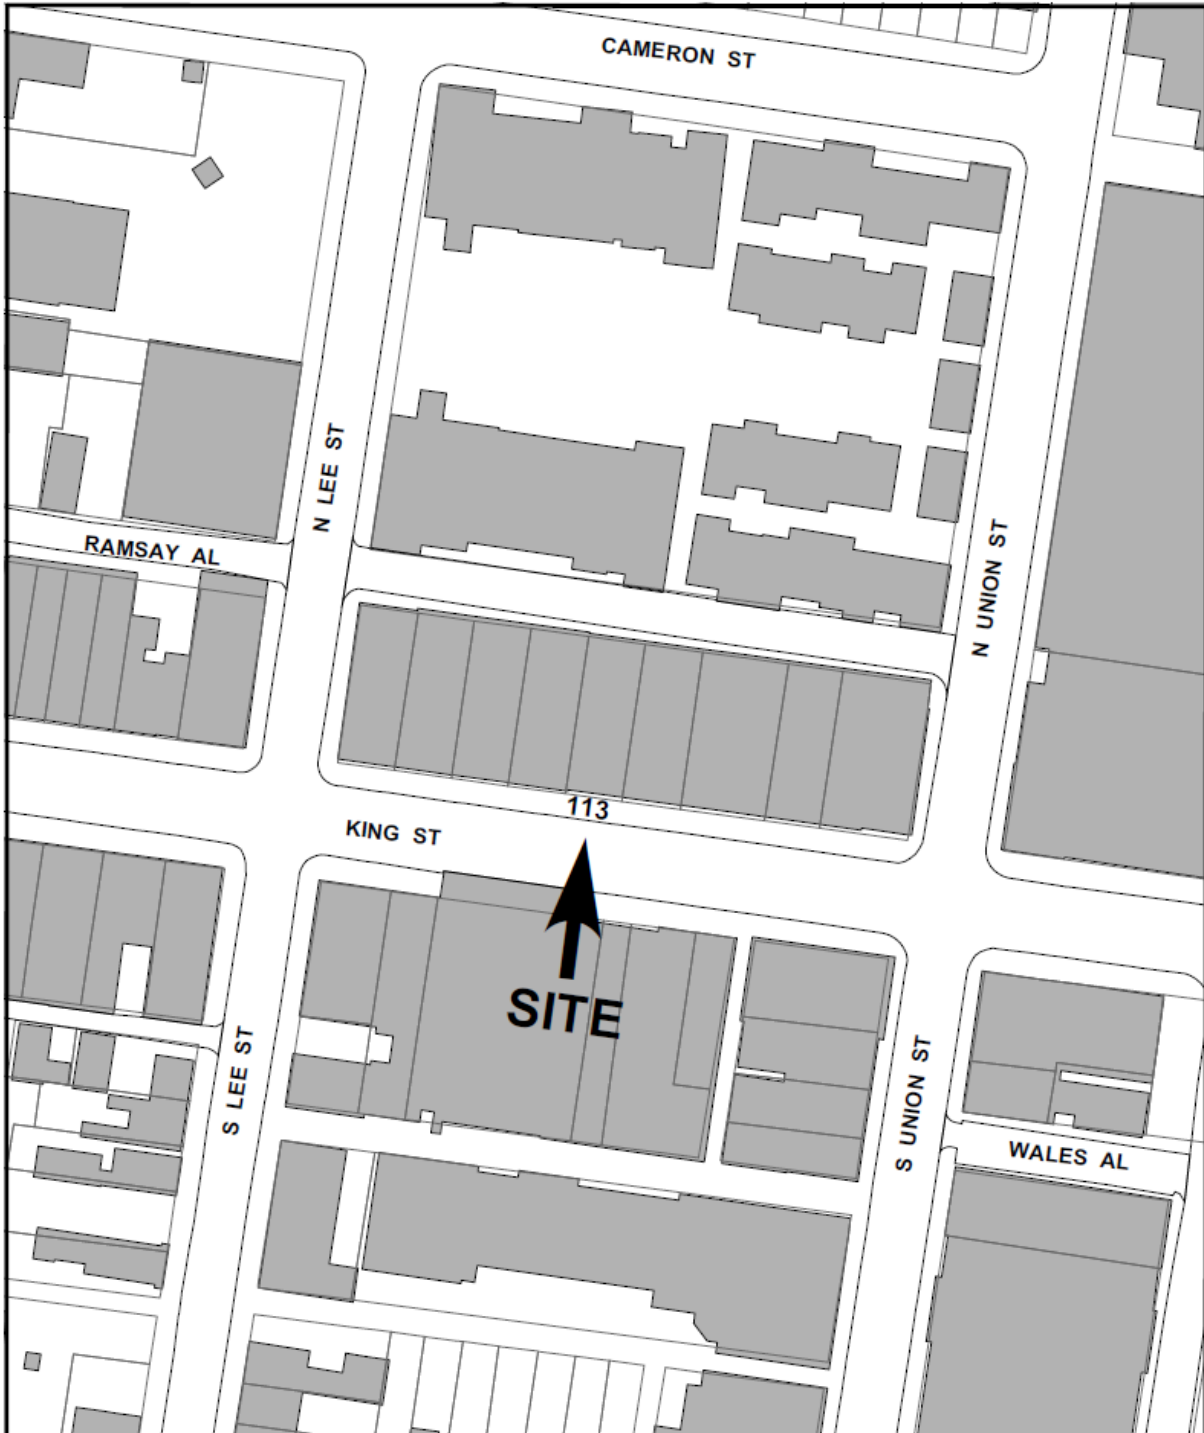 CAMERON ST
N LEE ST
RAMSAY AL
N UNION ST
113
KING ST
SITE
S LEE ST
S UNION ST
WALES AL